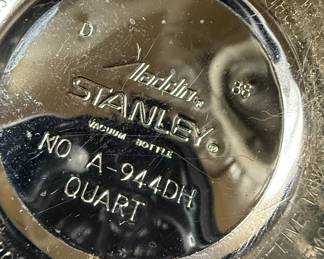 D
Aladdin
STANLEY®
88
VACUUM BOTTLE
NO. A-944DH
QUART